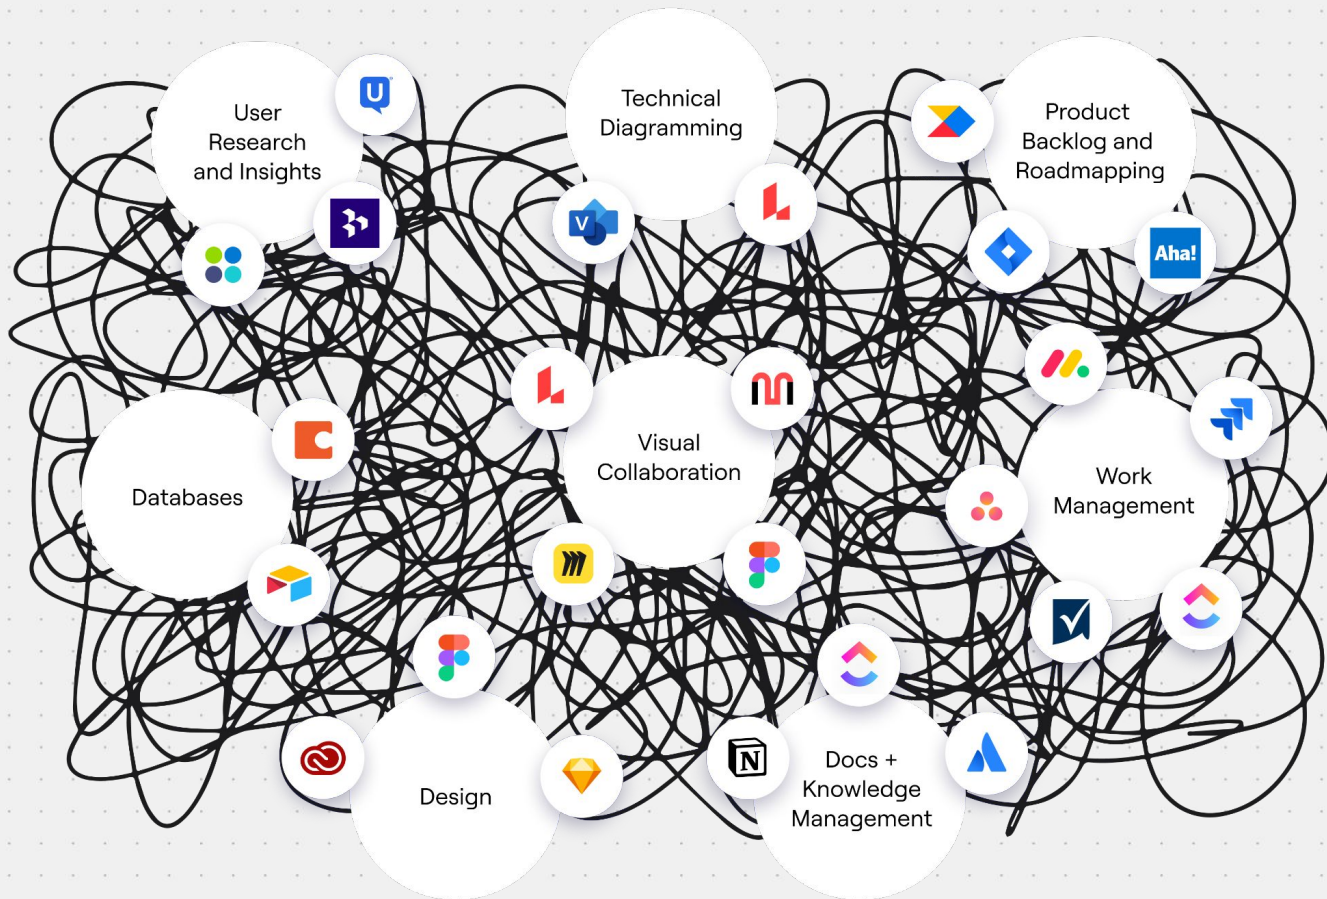 User
Research
and Insights
U
Technical
Diagramming
V
Product
Backlog and
Roadmapping
Aha!
Visual
Collaboration
Databases
Work
Management
Design
N
Docs +
Knowledge
Management